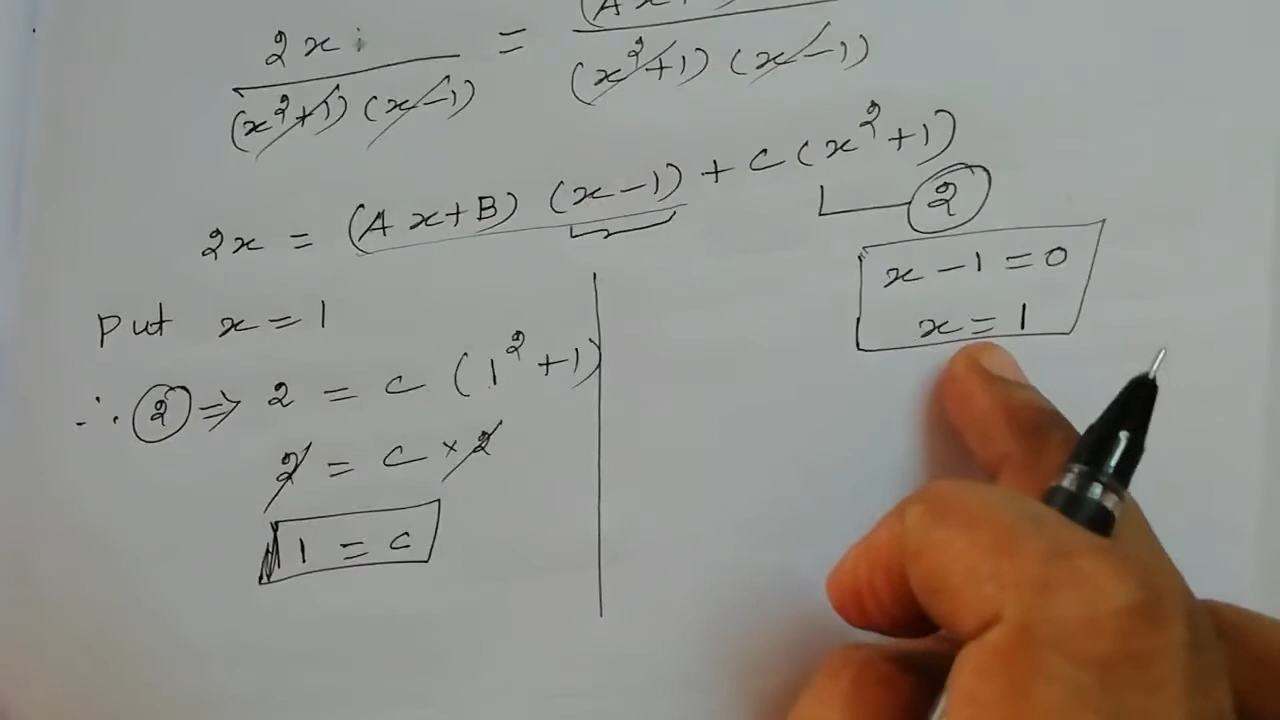 2x = (Ax+
(x²+1) (x-1) (x²+1) (x-1)
2x = (Ax+B) (x-1) + C(x²+1)
②
x-1=0
x=1
Put x=1
∴ ② ⇒ 2 = C (1²+1)
2 = C × 2
1 = C